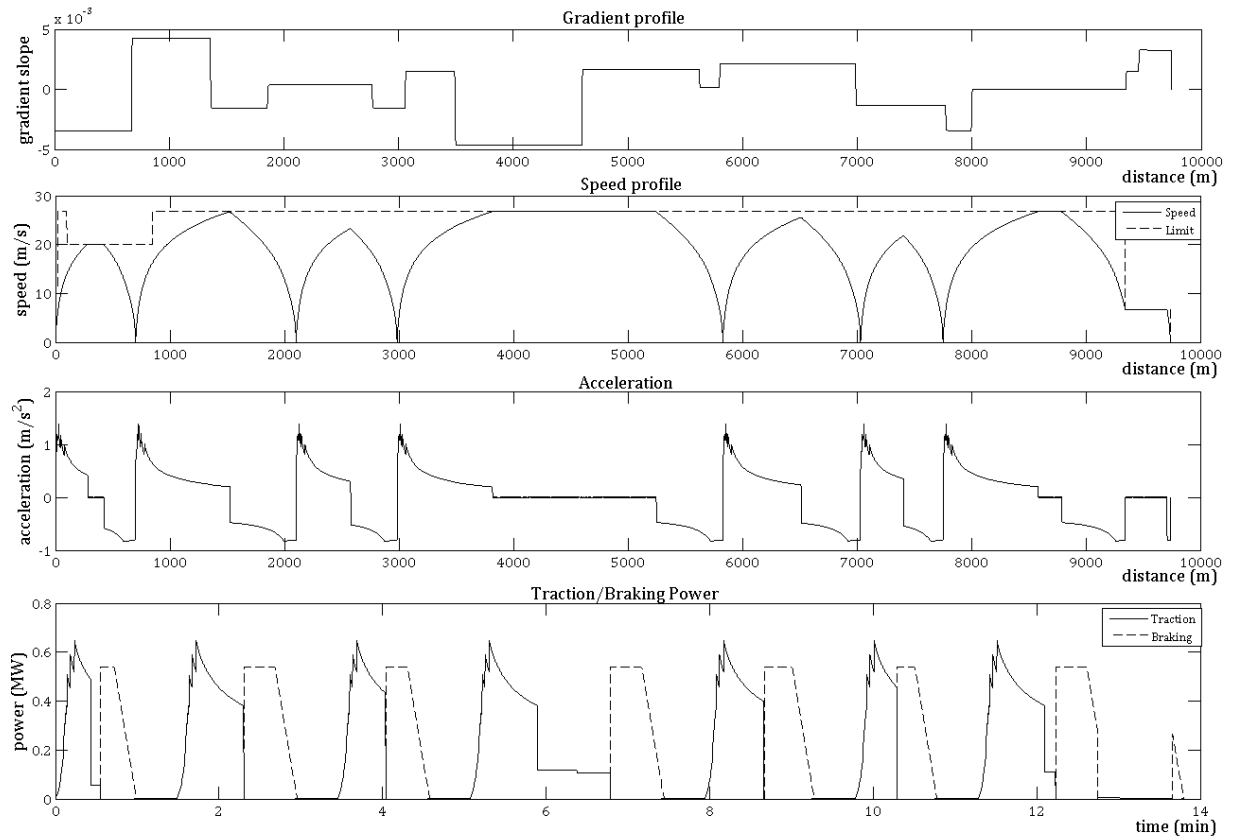 Gradient profile
x 10^-3
5
0
-5
gradient slope
0 1000 2000 3000 4000 5000 6000 7000 8000 9000 10000
distance (m)
Speed profile
30
20
10
0
speed (m/s)
Speed
Limit
0 1000 2000 3000 4000 5000 6000 7000 8000 9000 10000
distance (m)
Acceleration
2
1
0
-1
acceleration (m/s^2)
0 1000 2000 3000 4000 5000 6000 7000 8000 9000 10000
distance (m)
Traction/Braking Power
0.8
0.6
0.4
0.2
0
power (MW)
Traction
Braking
0 2 4 6 8 10 12 14
time (min)